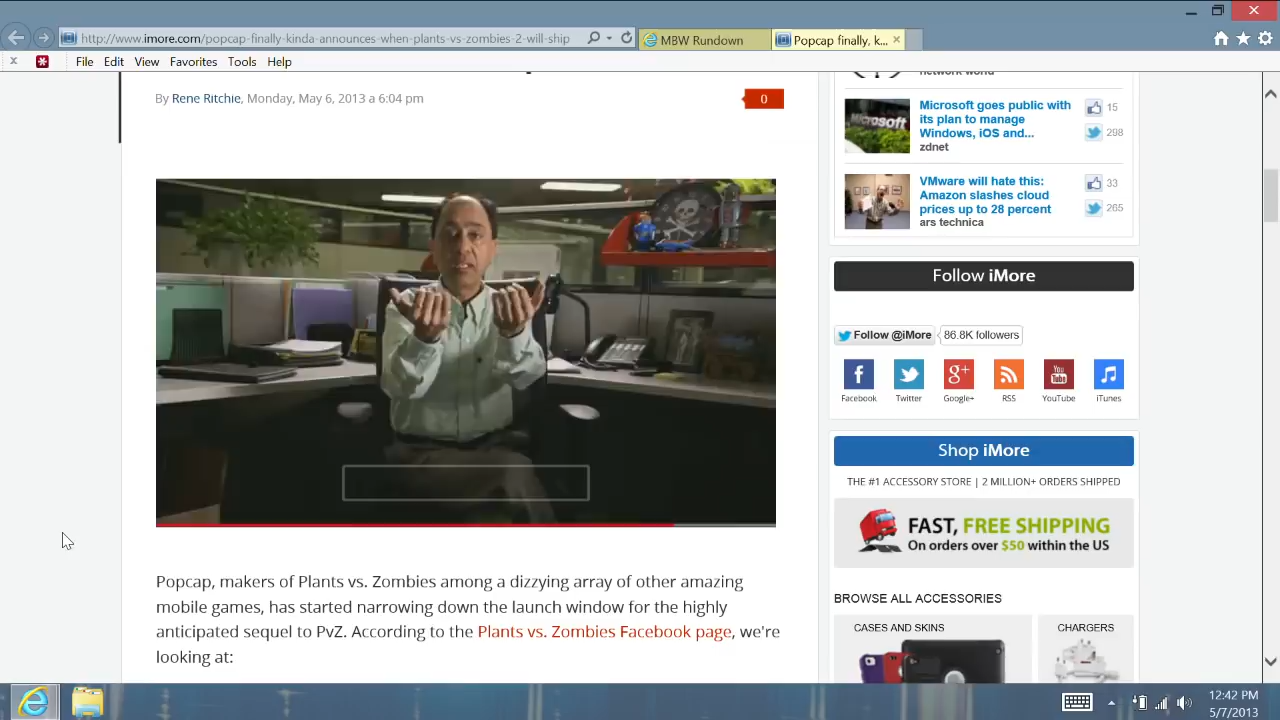 http://www.imore.com/popcap-finally-kinda-announces-when-plants-vs-zombies-2-will-ship
MBW Rundown
Popcap finally, k...
File Edit View Favorites Tools Help
By Rene Ritchie, Monday, May 6, 2013 a 6:04 pm
0
network world
Microsoft goes public with
its plan to manage
Windows, iOS and...
zdnet
15
298
Microsoft
VMware will hate this:
Amazon slashes cloud
prices up to 28 percent
ars technica
33
265
Follow iMore
Follow @iMore
86.8K followers
f
g+
You
Tube
Facebook Twitter Google+ RSS YouTube iTunes
Shop iMore
THE #1 ACCESSORY STORE | 2 MILLION+ ORDERS SHIPPED
FAST, FREE SHIPPING
On orders over $50 within the US
BROWSE ALL ACCESSORIES
CASES AND SKINS
CHARGERS
Popcap, makers of Plants vs. Zombies among a dizzying array of other amazing
mobile games, has started narrowing down the launch window for the highly
anticipated sequel to PvZ. According to the Plants vs. Zombies Facebook page, we're
looking at:
12:42 PM
5/7/2013